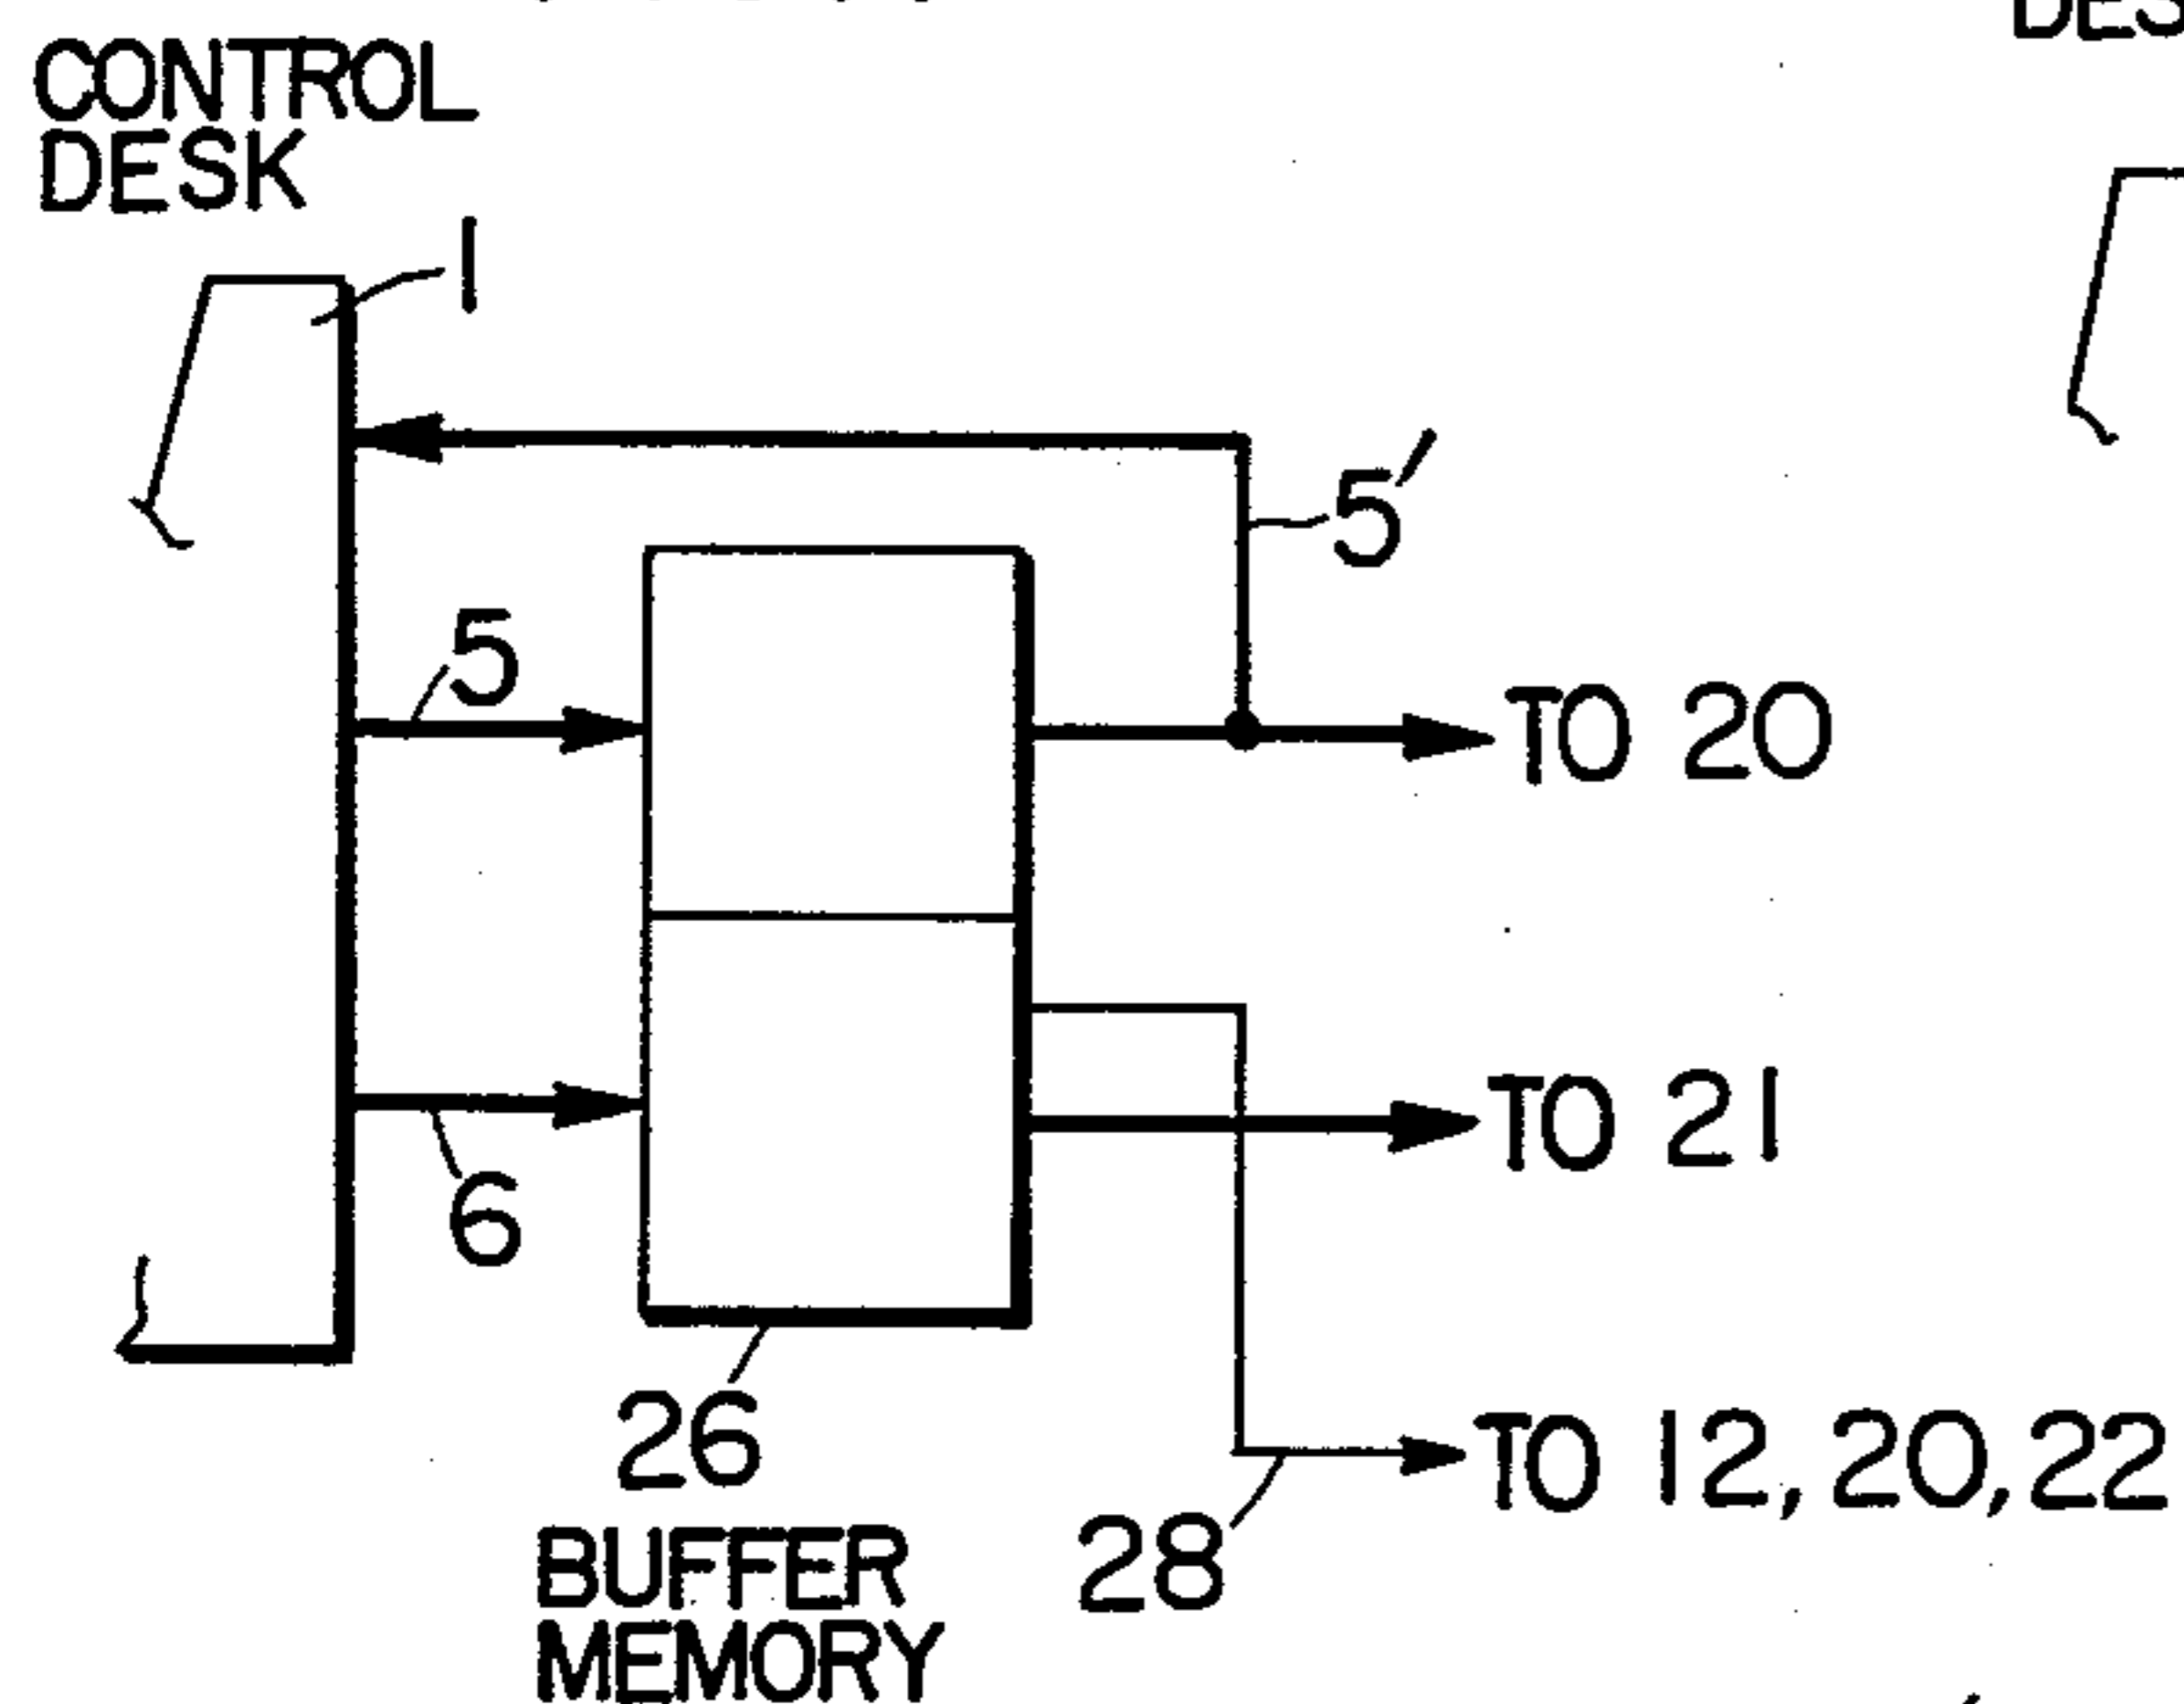 CONTROL
DESK
1
5'
5
TO 20
TO 21
6
TO 12,20,22
26
28
BUFFER
MEMORY